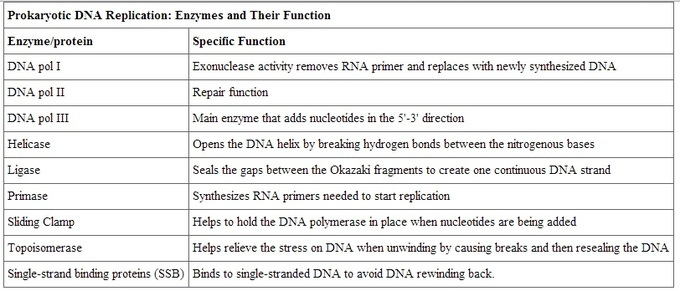 Prokaryotic DNA Replication: Enzymes and Their Function
Enzyme/protein Specific Function
DNA pol I Exonuclease activity removes RNA primer and replaces with newly synthesized DNA
DNA pol II Repair function
DNA pol III Main enzyme that adds nucleotides in the 5'-3' direction
Helicase Opens the DNA helix by breaking hydrogen bonds between the nitrogenous bases
Ligase Seals the gaps between the Okazaki fragments to create one continuous DNA strand
Primase Synthesizes RNA primers needed to start replication
Sliding Clamp Helps to hold the DNA polymerase in place when nucleotides are being added
Topoisomerase Helps relieve the stress on DNA when unwinding by causing breaks and then resealing the DNA
Single-strand binding proteins (SSB) Binds to single-stranded DNA to avoid DNA rewinding back.